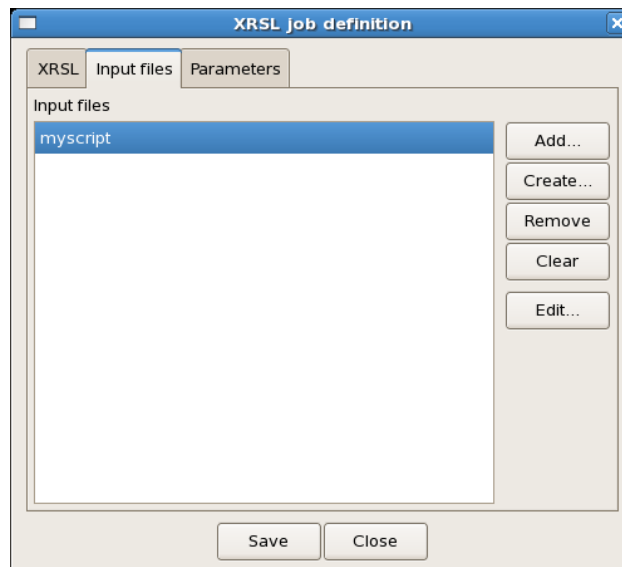 XRSL job definition
XRSL Input files Parameters
Input files
myscript
Add...
Create...
Remove
Clear
Edit...
Save Close